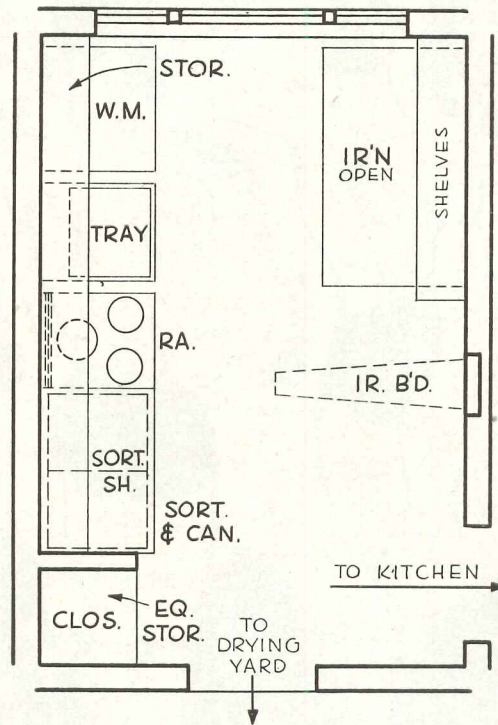 STOR.
W.M.
IR'N
OPEN
SHELVES
TRAY
RA.
IR. B'D.
SORT.
SH.
SORT.
& CAN.
TO KITCHEN
CLOS.
EQ.
STOR.
TO
DRYING
YARD